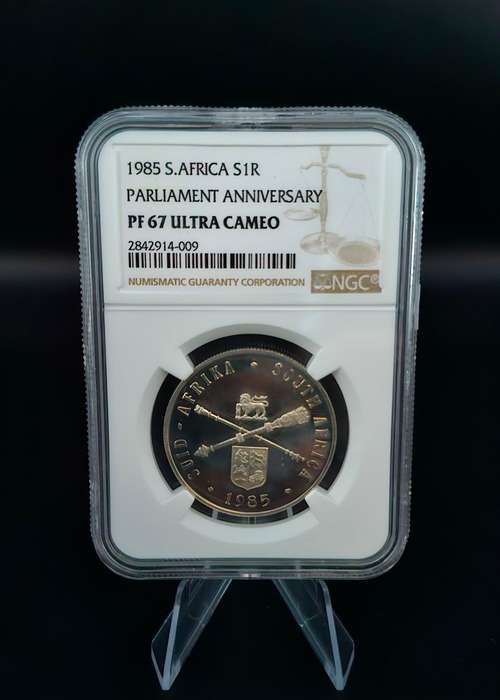 1985 S.AFRICA S1R
PARLIAMENT ANNIVERSARY
PF 67 ULTRA CAMEO
2842914-009
NUMISMATIC GUARANTY CORPORATION
NGC®
SUID - AFRIKA • SOUTH AFRICA
• 1985 •